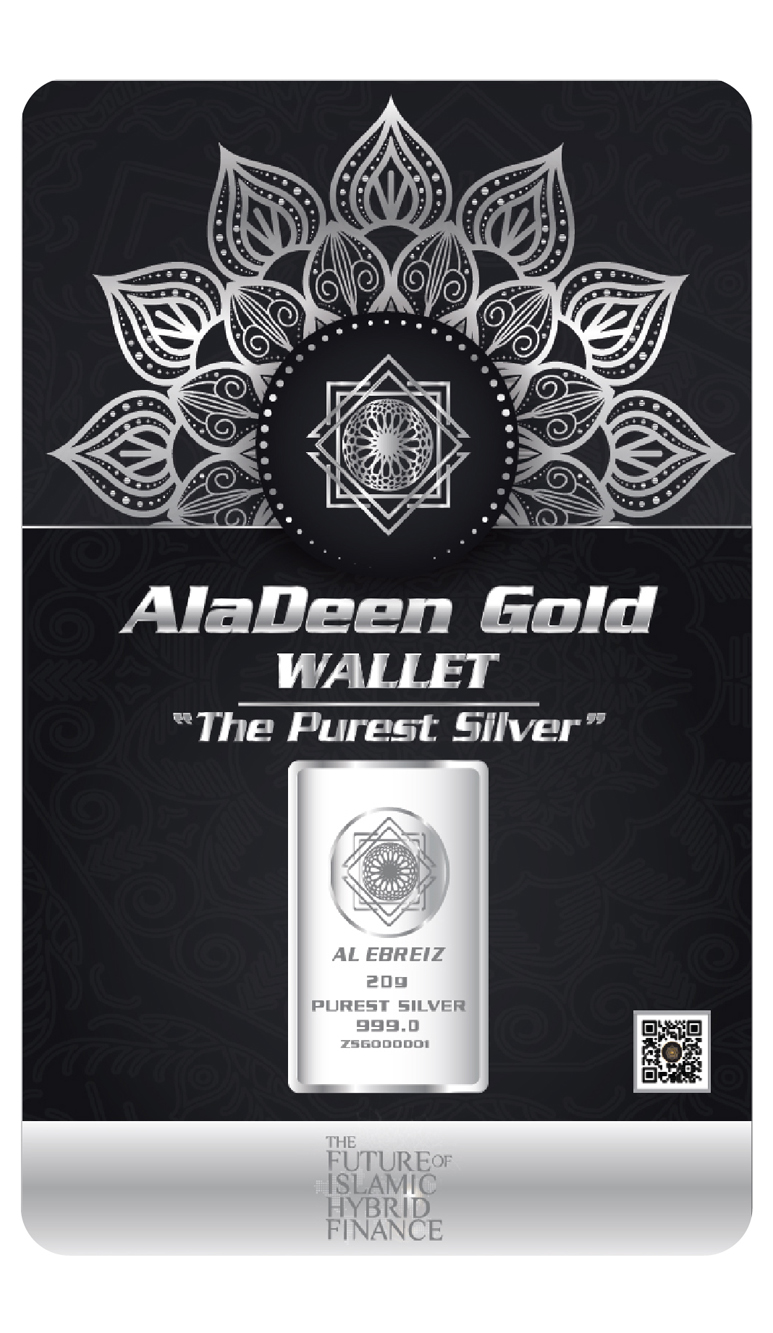 AlaDeen Gold
WALLET
“The Purest Silver”
AL EBREIZ
20g
PUREST SILVER
999.0
ZSG000001
THE
FUTURE OF
ISLAMIC
HYBRID
FINANCE